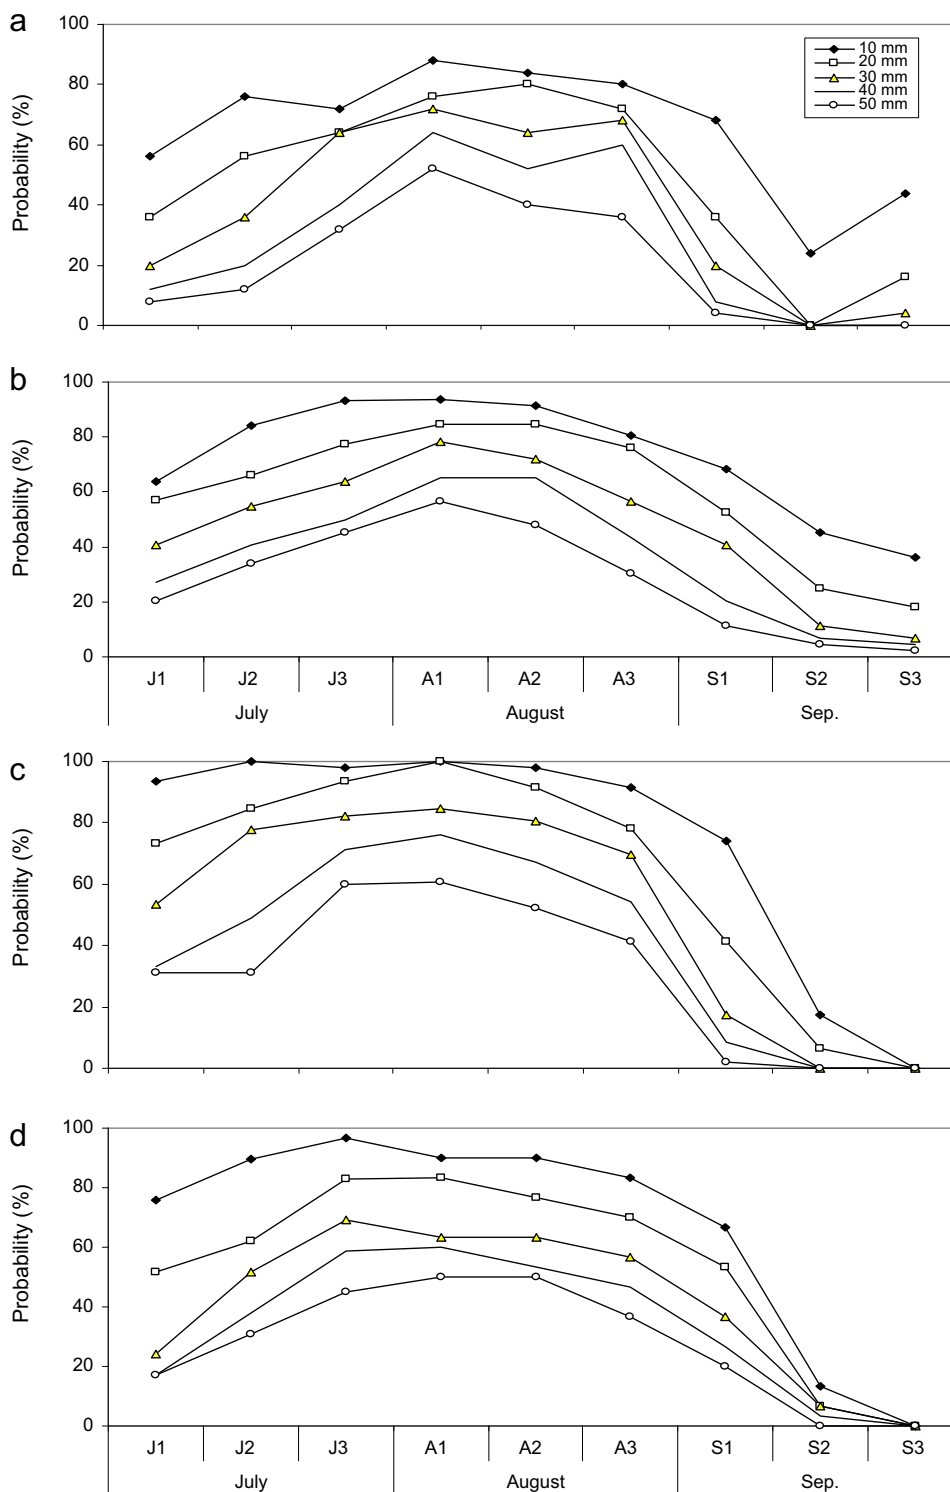 a
100
80
60
40
20
0
Probability (%)
10 mm
20 mm
30 mm
40 mm
50 mm
b
100
80
60
40
20
0
Probability (%)
J1 J2 J3 A1 A2 A3 S1 S2 S3
July August Sep.
c
100
80
60
40
20
0
Probability (%)
d
100
80
60
40
20
0
Probability (%)
J1 J2 J3 A1 A2 A3 S1 S2 S3
July August Sep.